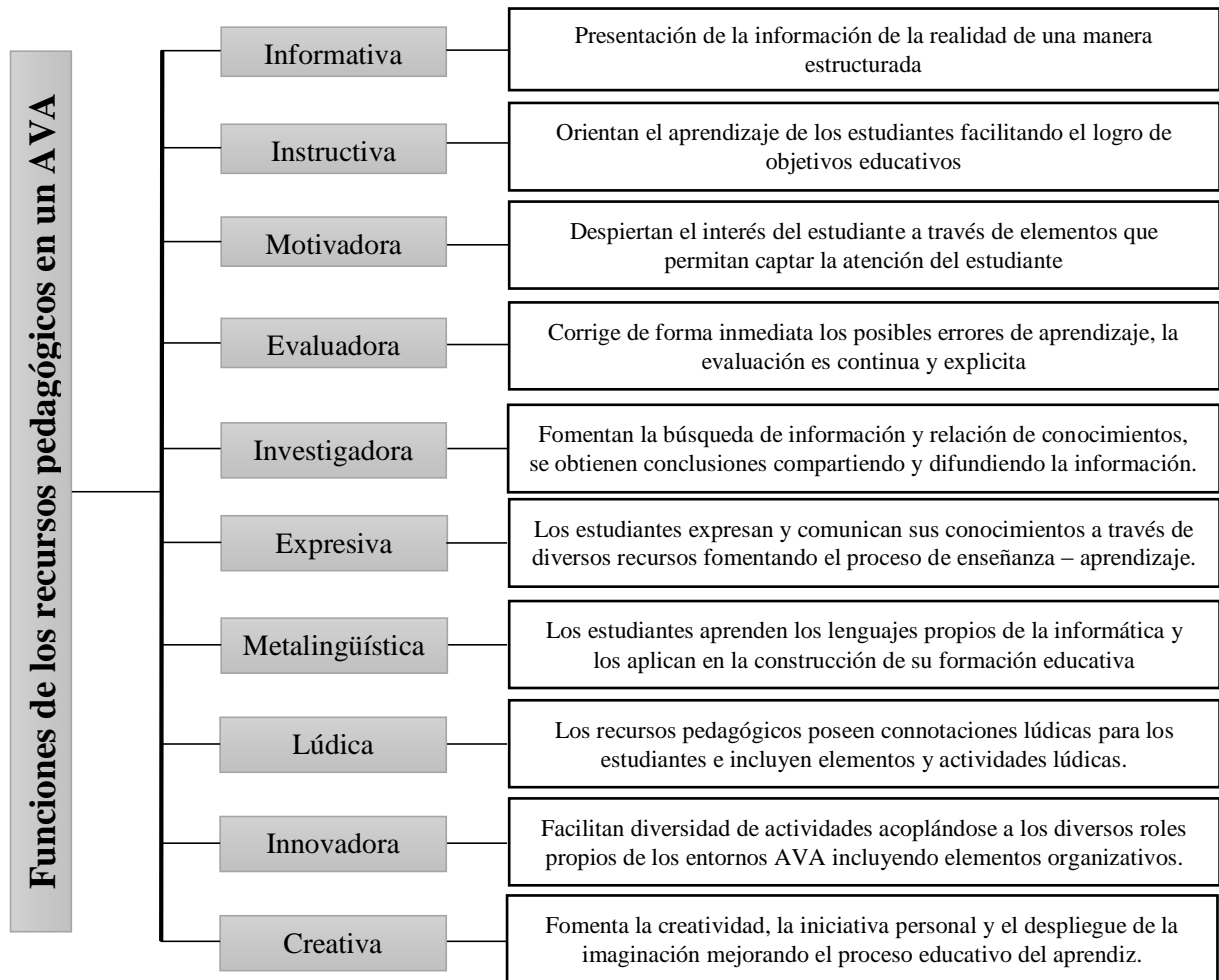 Funciones de los recursos pedagógicos en un AVA
Informativa
Presentación de la información de la realidad de una manera
estructurada
Instructiva
Orientan el aprendizaje de los estudiantes facilitando el logro de
objetivos educativos
Motivadora
Despiertan el interés del estudiante a través de elementos que
permitan captar la atención del estudiante
Evaluadora
Corrige de forma inmediata los posibles errores de aprendizaje, la
evaluación es continua y explicita
Investigadora
Fomentan la búsqueda de información y relación de conocimientos,
se obtienen conclusiones compartiendo y difundiendo la información.
Expresiva
Los estudiantes expresan y comunican sus conocimientos a través de
diversos recursos fomentando el proceso de enseñanza – aprendizaje.
Metalingüística
Los estudiantes aprenden los lenguajes propios de la informática y
los aplican en la construcción de su formación educativa
Lúdica
Los recursos pedagógicos poseen connotaciones lúdicas para los
estudiantes e incluyen elementos y actividades lúdicas.
Innovadora
Facilitan diversidad de actividades acoplándose a los diversos roles
propios de los entornos AVA incluyendo elementos organizativos.
Creativa
Fomenta la creatividad, la iniciativa personal y el despliegue de la
imaginación mejorando el proceso educativo del aprendiz.